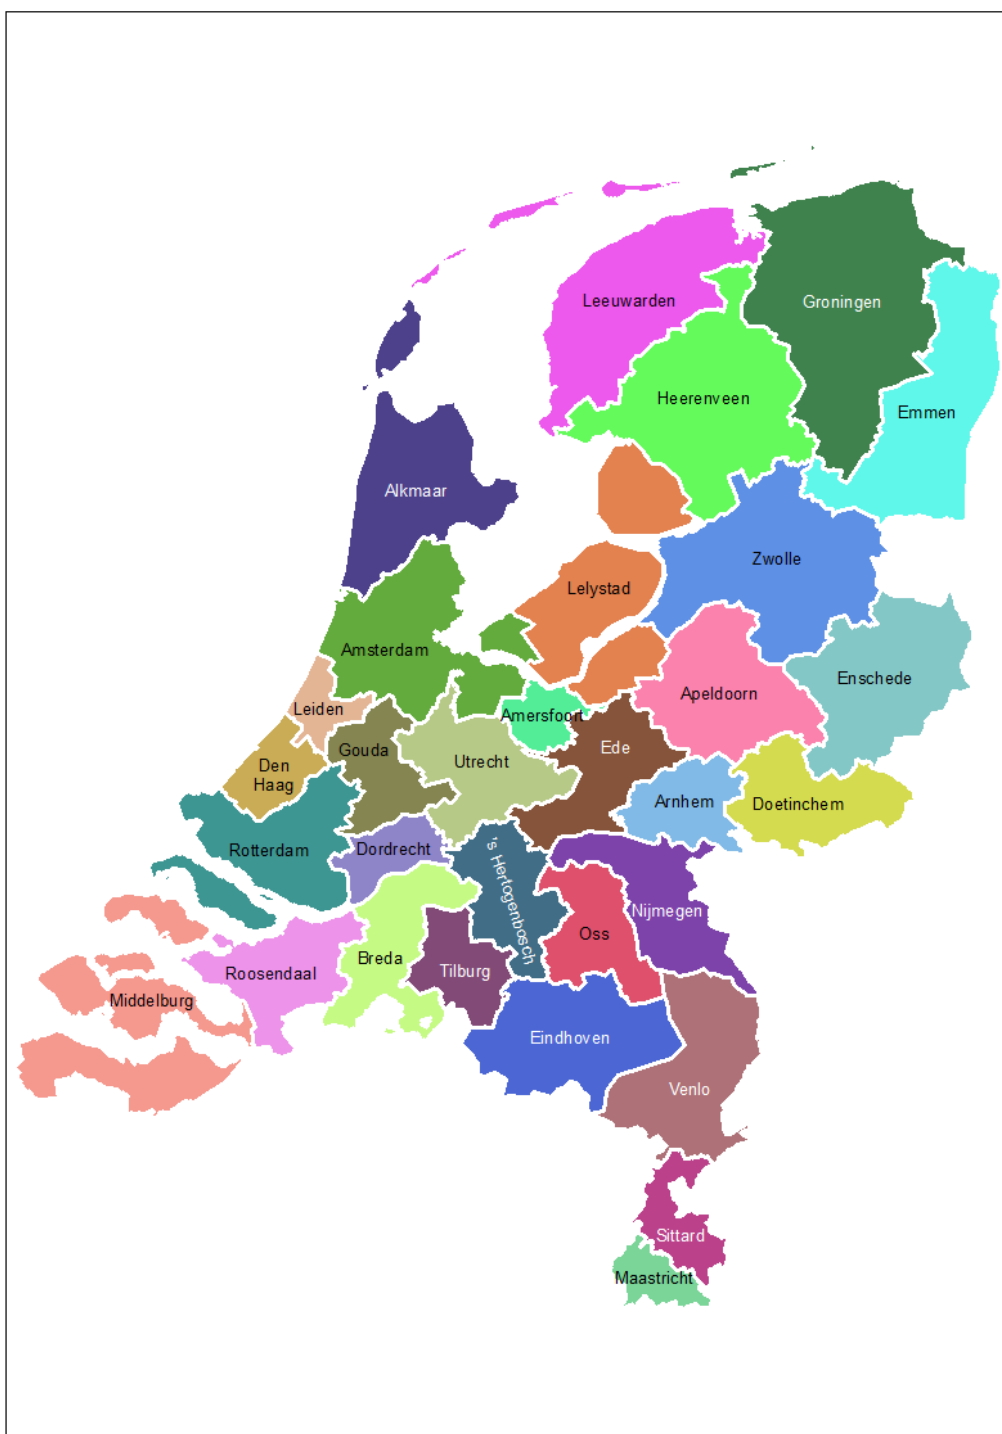 Leeuwarden
Groningen
Heerenveen
Emmen
Alkmaar
Zwolle
Lelystad
Amsterdam
Enschede
Apeldoorn
Leiden
Amersfoort
Gouda
Ede
Utrecht
Den
Haag
Arnhem
Doetinchem
Rotterdam
Dordrecht
's Hertogenbosch
Nijmegen
Oss
Breda
Tilburg
Roosendaal
Middelburg
Eindhoven
Venlo
Sittard
Maastricht